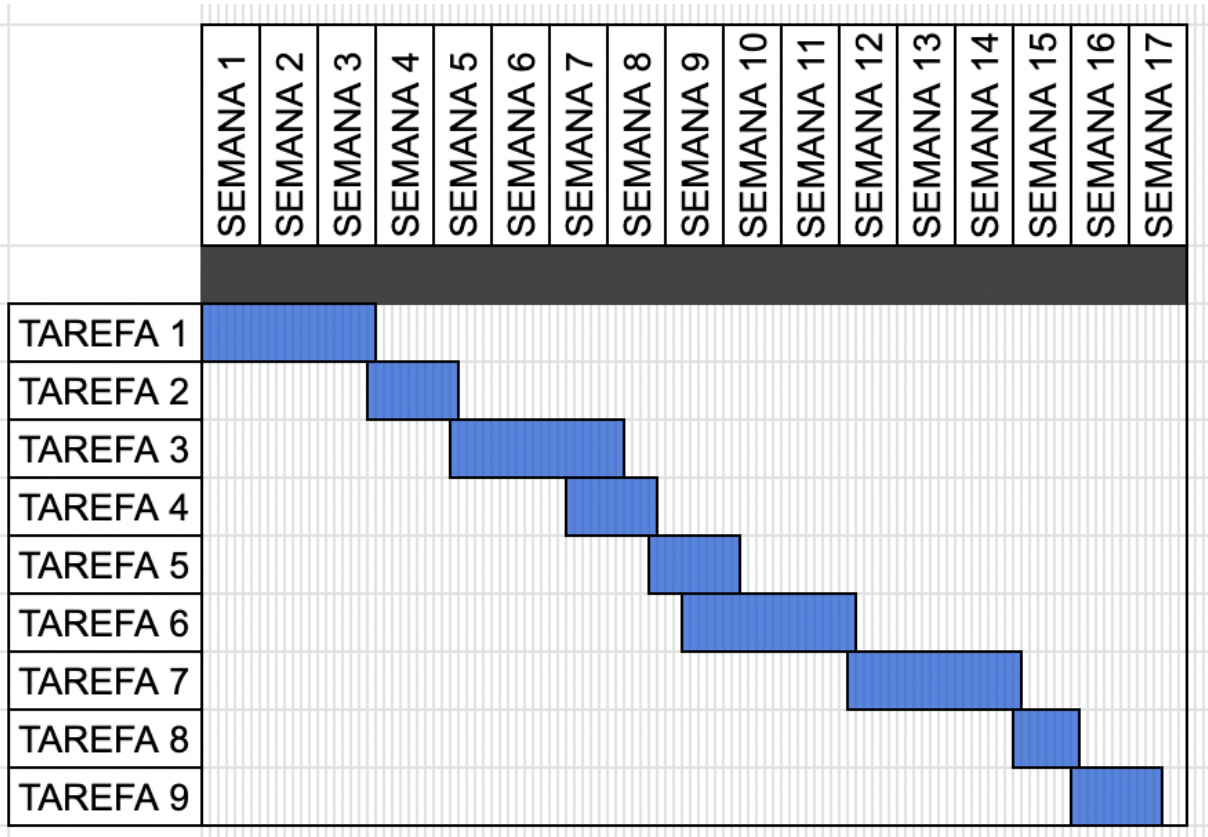 SEMANA 1
SEMANA 2
SEMANA 3
SEMANA 4
SEMANA 5
SEMANA 6
SEMANA 7
SEMANA 8
SEMANA 9
SEMANA 10
SEMANA 11
SEMANA 12
SEMANA 13
SEMANA 14
SEMANA 15
SEMANA 16
SEMANA 17
TAREFA 1
TAREFA 2
TAREFA 3
TAREFA 4
TAREFA 5
TAREFA 6
TAREFA 7
TAREFA 8
TAREFA 9